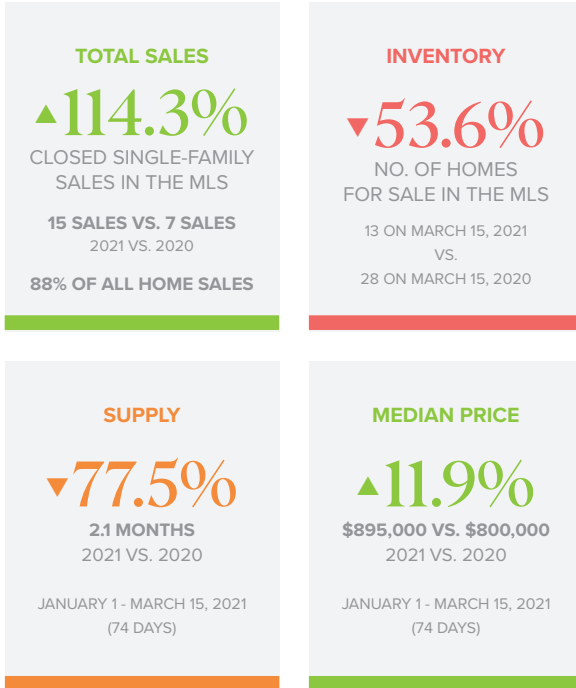 TOTAL SALES
▲114.3%
CLOSED SINGLE-FAMILY
SALES IN THE MLS
15 SALES VS. 7 SALES
2021 VS. 2020
88% OF ALL HOME SALES
INVENTORY
▼53.6%
NO. OF HOMES
FOR SALE IN THE MLS
13 ON MARCH 15, 2021
VS.
28 ON MARCH 15, 2020
SUPPLY
▼77.5%
2.1 MONTHS
2021 VS. 2020
JANUARY 1 - MARCH 15, 2021
(74 DAYS)
MEDIAN PRICE
▲11.9%
$895,000 VS. $800,000
2021 VS. 2020
JANUARY 1 - MARCH 15, 2021
(74 DAYS)